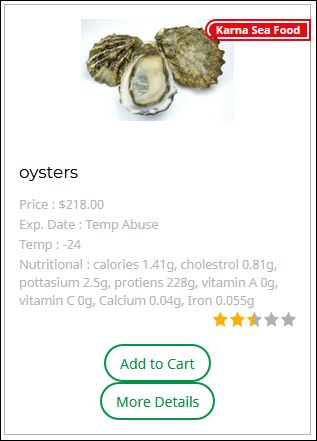 Karna Sea Food
oysters
Price : $218.00
Exp. Date : Temp Abuse
Temp : -24
Nutritional : calories 1.41g, cholestrol 0.81g,
pottasium 2.5g, protiens 228g, vitamin A 0g,
vitamin C 0g, Calcium 0.04g, Iron 0.055g
Add to Cart
More Details